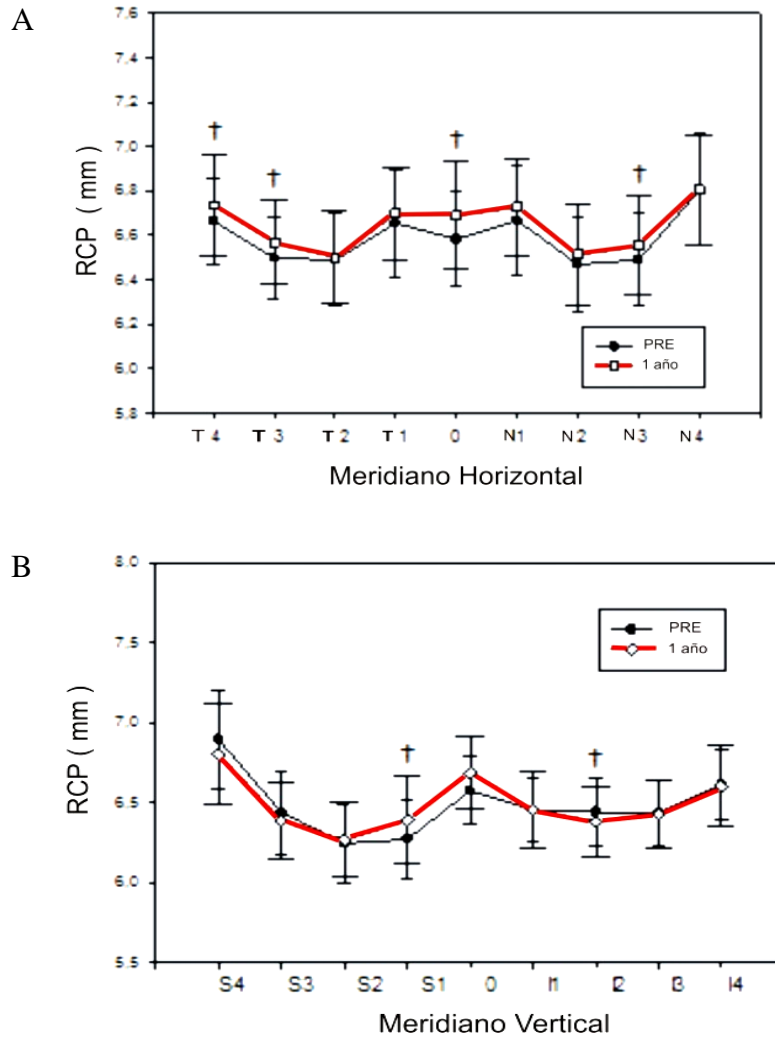 A
7,6
7,4
7,2
7,0
6,8
6,6
6,4
6,2
6,0
5,8
RCP ( mm )
† † † †
PRE
1 año
T 4 T 3 T 2 T 1 0 N1 N2 N3 N4
Meridiano Horizontal
B
8,0
7,5
7,0
6,5
6,0
5,5
RCP ( mm )
† †
PRE
1 año
S4 S3 S2 S1 0 I1 I2 I3 I4
Meridiano Vertical